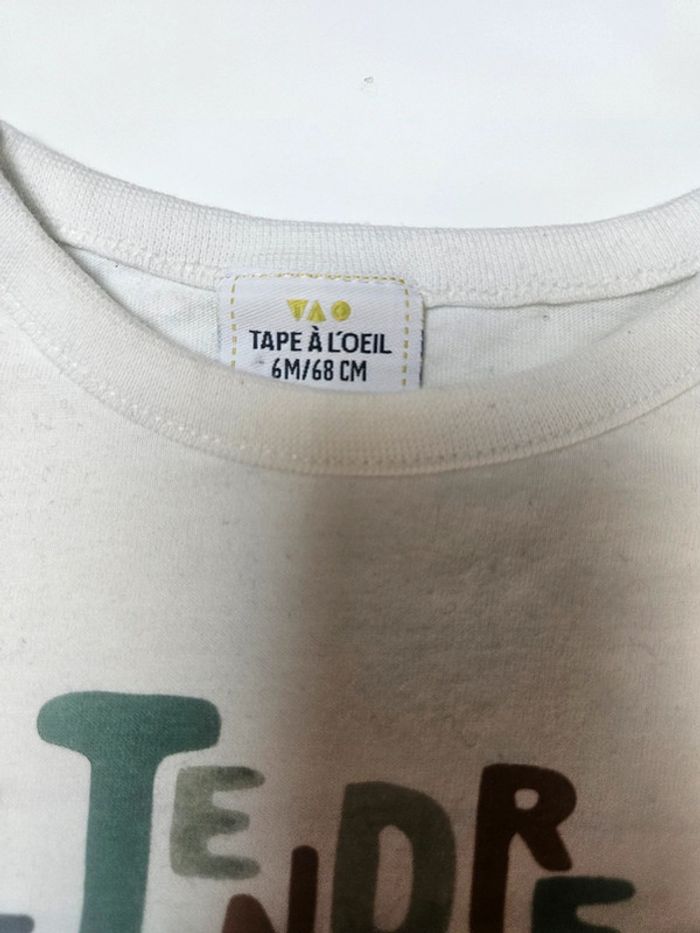 TAO
TAPE À L'OEIL
6M/68 CM
TENDRE